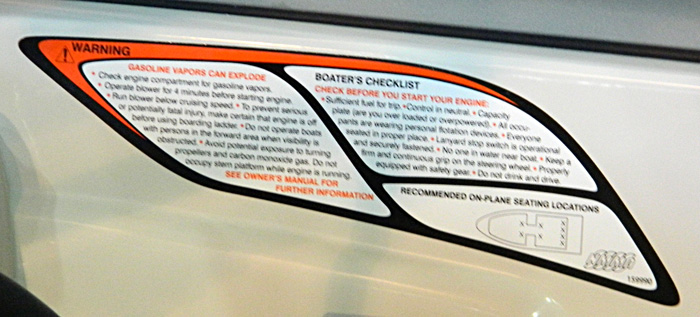 WARNING
GASOLINE VAPORS CAN EXPLODE
• Check engine compartment for gasoline vapors.
• Operate blower for 4 minutes before starting engine.
• Run blower below cruising speed. • To prevent serious
or potentially fatal injury, make certain that engine is off
before using boarding ladder. • Do not operate boats
with persons in the forward area when visibility is
obstructed. • Avoid potential exposure to turning
propellers and carbon monoxide gas. Do not
occupy stern platform while engine is running.
SEE OWNER'S MANUAL FOR
FURTHER INFORMATION
BOATER'S CHECKLIST
CHECK BEFORE YOU START YOUR ENGINE:
• Sufficient fuel for trip. • Control in neutral. • Capacity
plate (are you over loaded or overpowered). • All occu-
pants are wearing personal flotation devices. • Everyone
seated in proper place. • Lanyard stop switch is operational
and securely fastened. • No one in water near boat. • Keep a
firm and continuous grip on the steering wheel. • Properly
equipped with safety gear. • Do not drink and drive.
RECOMMENDED ON-PLANE SEATING LOCATIONS
X X X
X X X
X
X
159990